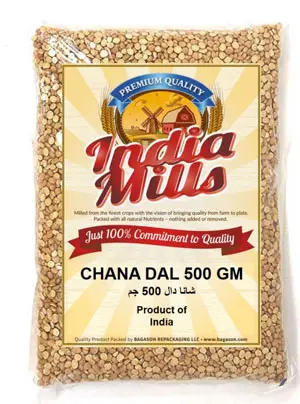 PREMIUM QUALITY
India
Mills
Milled from the finest crops with the vision of bringing quality from farm to plate.
Packed with all natural Nutrients – nothing added or removed.
Just 100% Commitment to Quality
CHANA DAL 500 GM
شانا دال 500 جم
Product of
India
Quality Product Packed by BAGASON REPACKAGING LLC • www.bagason.com